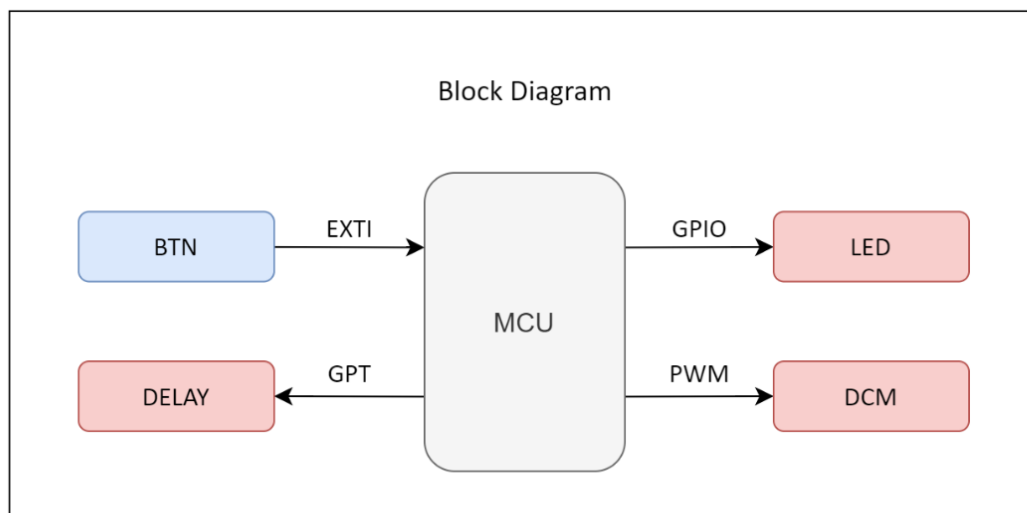 Block Diagram
BTN
EXTI
MCU
GPIO
LED
DELAY
GPT
PWM
DCM